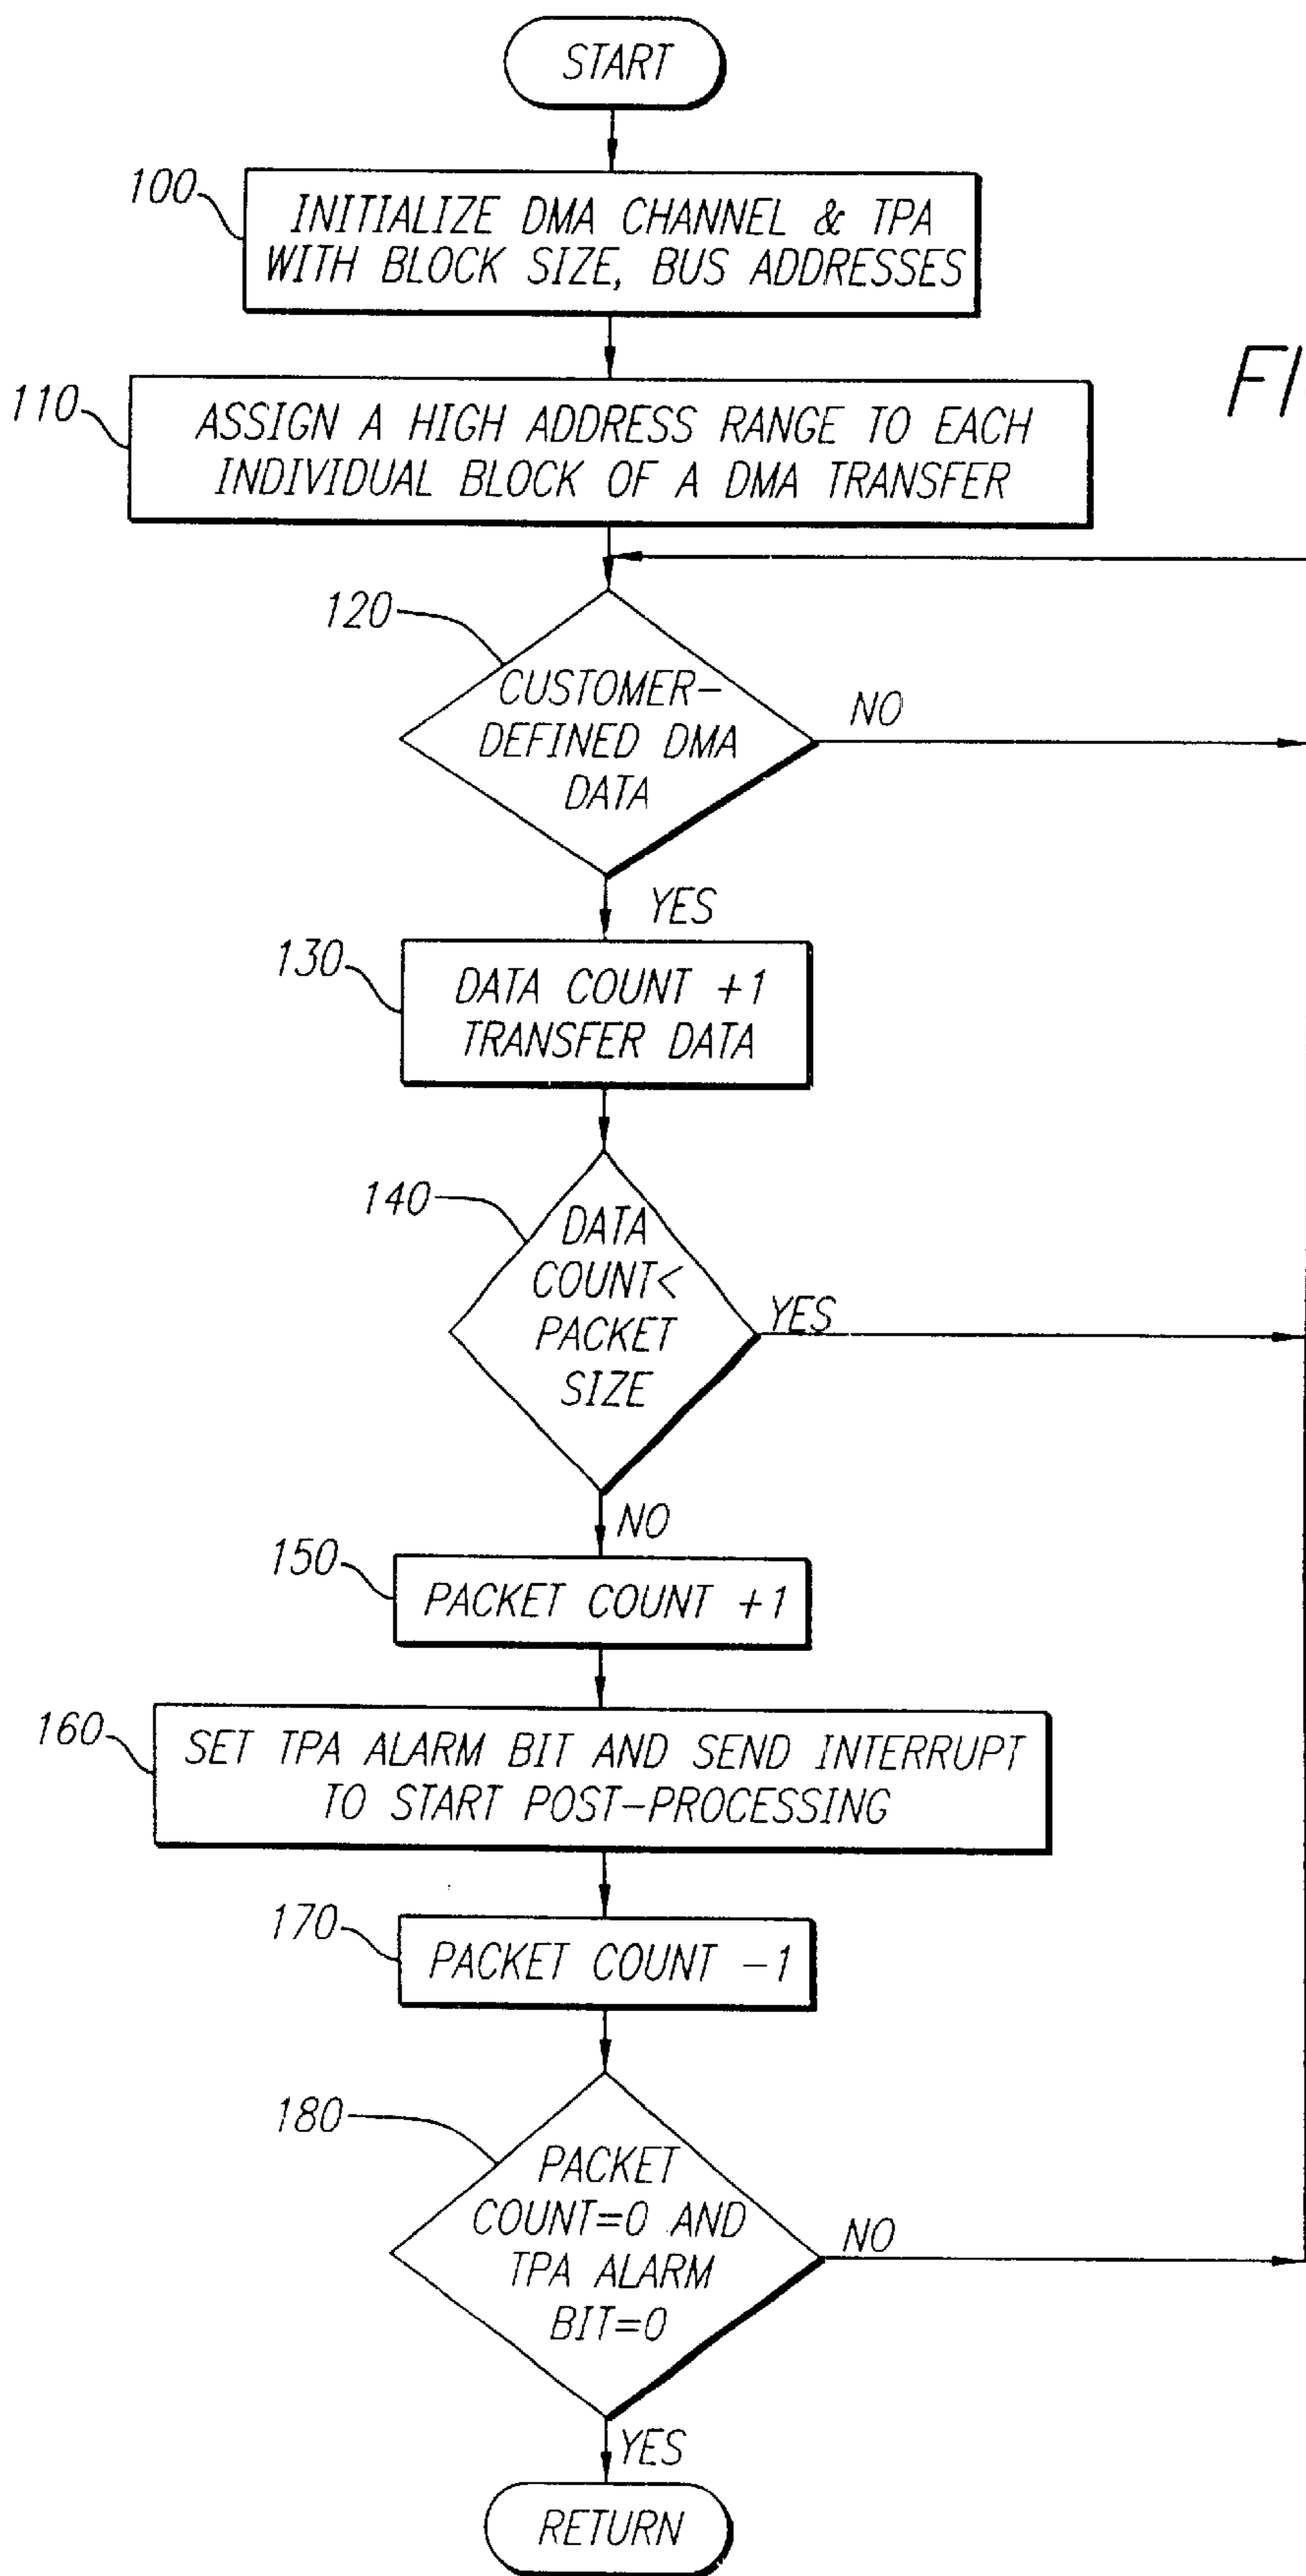 START
100
INITIALIZE DMA CHANNEL & TPA
WITH BLOCK SIZE, BUS ADDRESSES
FI
110
ASSIGN A HIGH ADDRESS RANGE TO EACH
INDIVIDUAL BLOCK OF A DMA TRANSFER
120
CUSTOMER-
DEFINED DMA
DATA
NO
YES
130
DATA COUNT +1
TRANSFER DATA
140
DATA
COUNT<
PACKET
SIZE
YES
NO
150
PACKET COUNT +1
160
SET TPA ALARM BIT AND SEND INTERRUPT
TO START POST-PROCESSING
170
PACKET COUNT -1
180
PACKET
COUNT=0 AND
TPA ALARM
BIT=0
NO
YES
RETURN